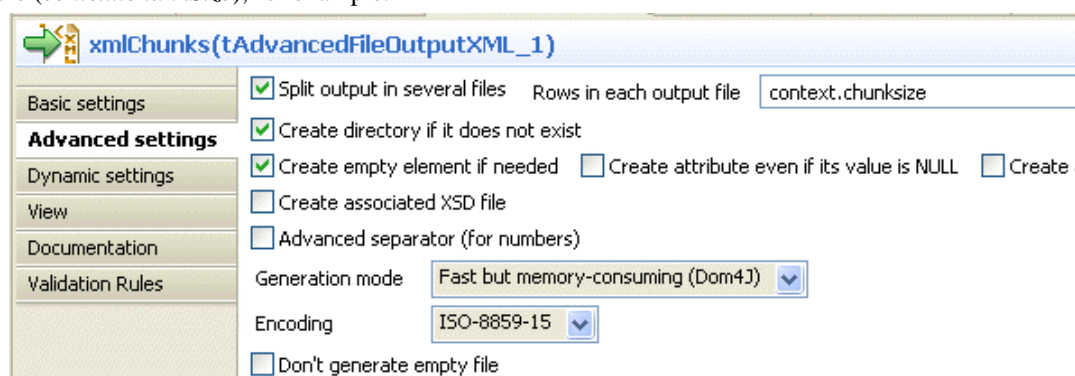 xmlChunks(tAdvancedFileOutputXML_1)
Basic settings
Advanced settings
Dynamic settings
View
Documentation
Validation Rules
Split output in several files Rows in each output file context.chunksize
Create directory if it does not exist
Create empty element if needed Create attribute even if its value is NULL Create
Create associated XSD file
Advanced separator (for numbers)
Generation mode Fast but memory-consuming (Dom4J)
Encoding ISO-8859-15
Don't generate empty file